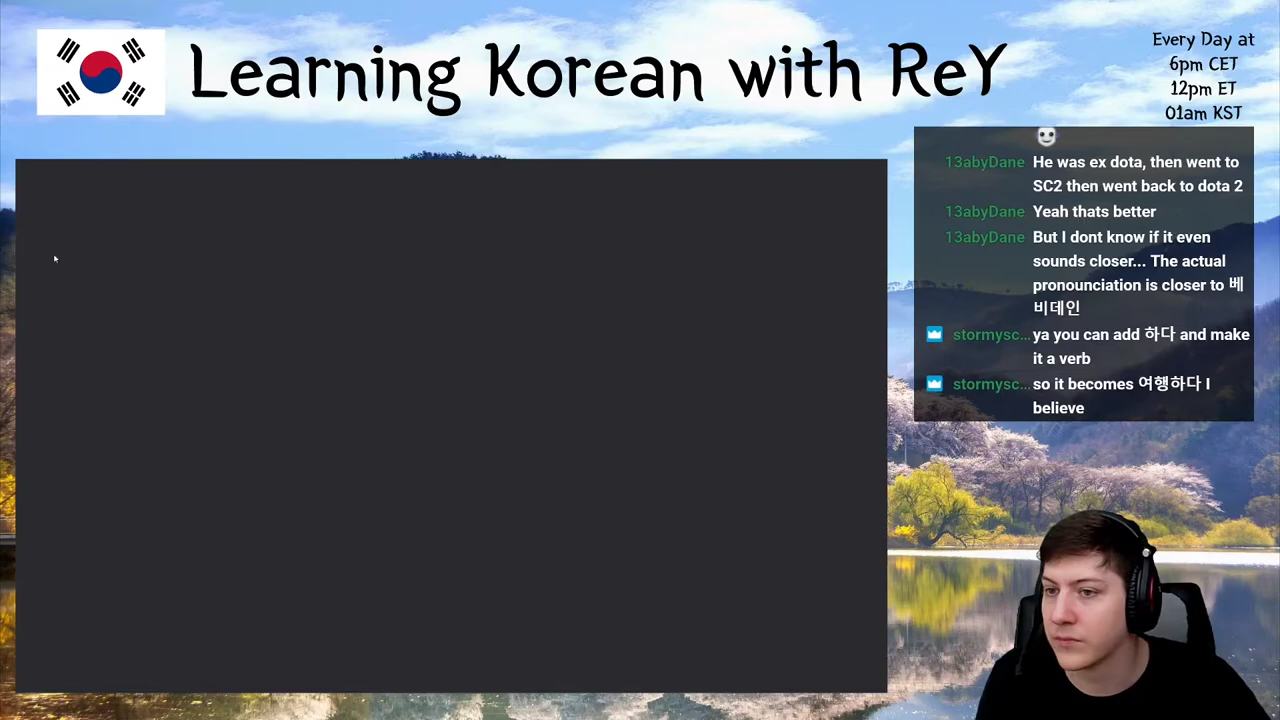 Learning Korean with ReY
Every Day at
6pm CET
12pm ET
01am KST
13abyDane He was ex dota, then went to
SC2 then went back to dota 2
13abyDane Yeah thats better
13abyDane But I dont know if it even
sounds closer... The actual
pronounciation is closer to 베
비데인
stormysc... ya you can add 하다 and make
it a verb
stormysc... so it becomes 여행하다 I
believe